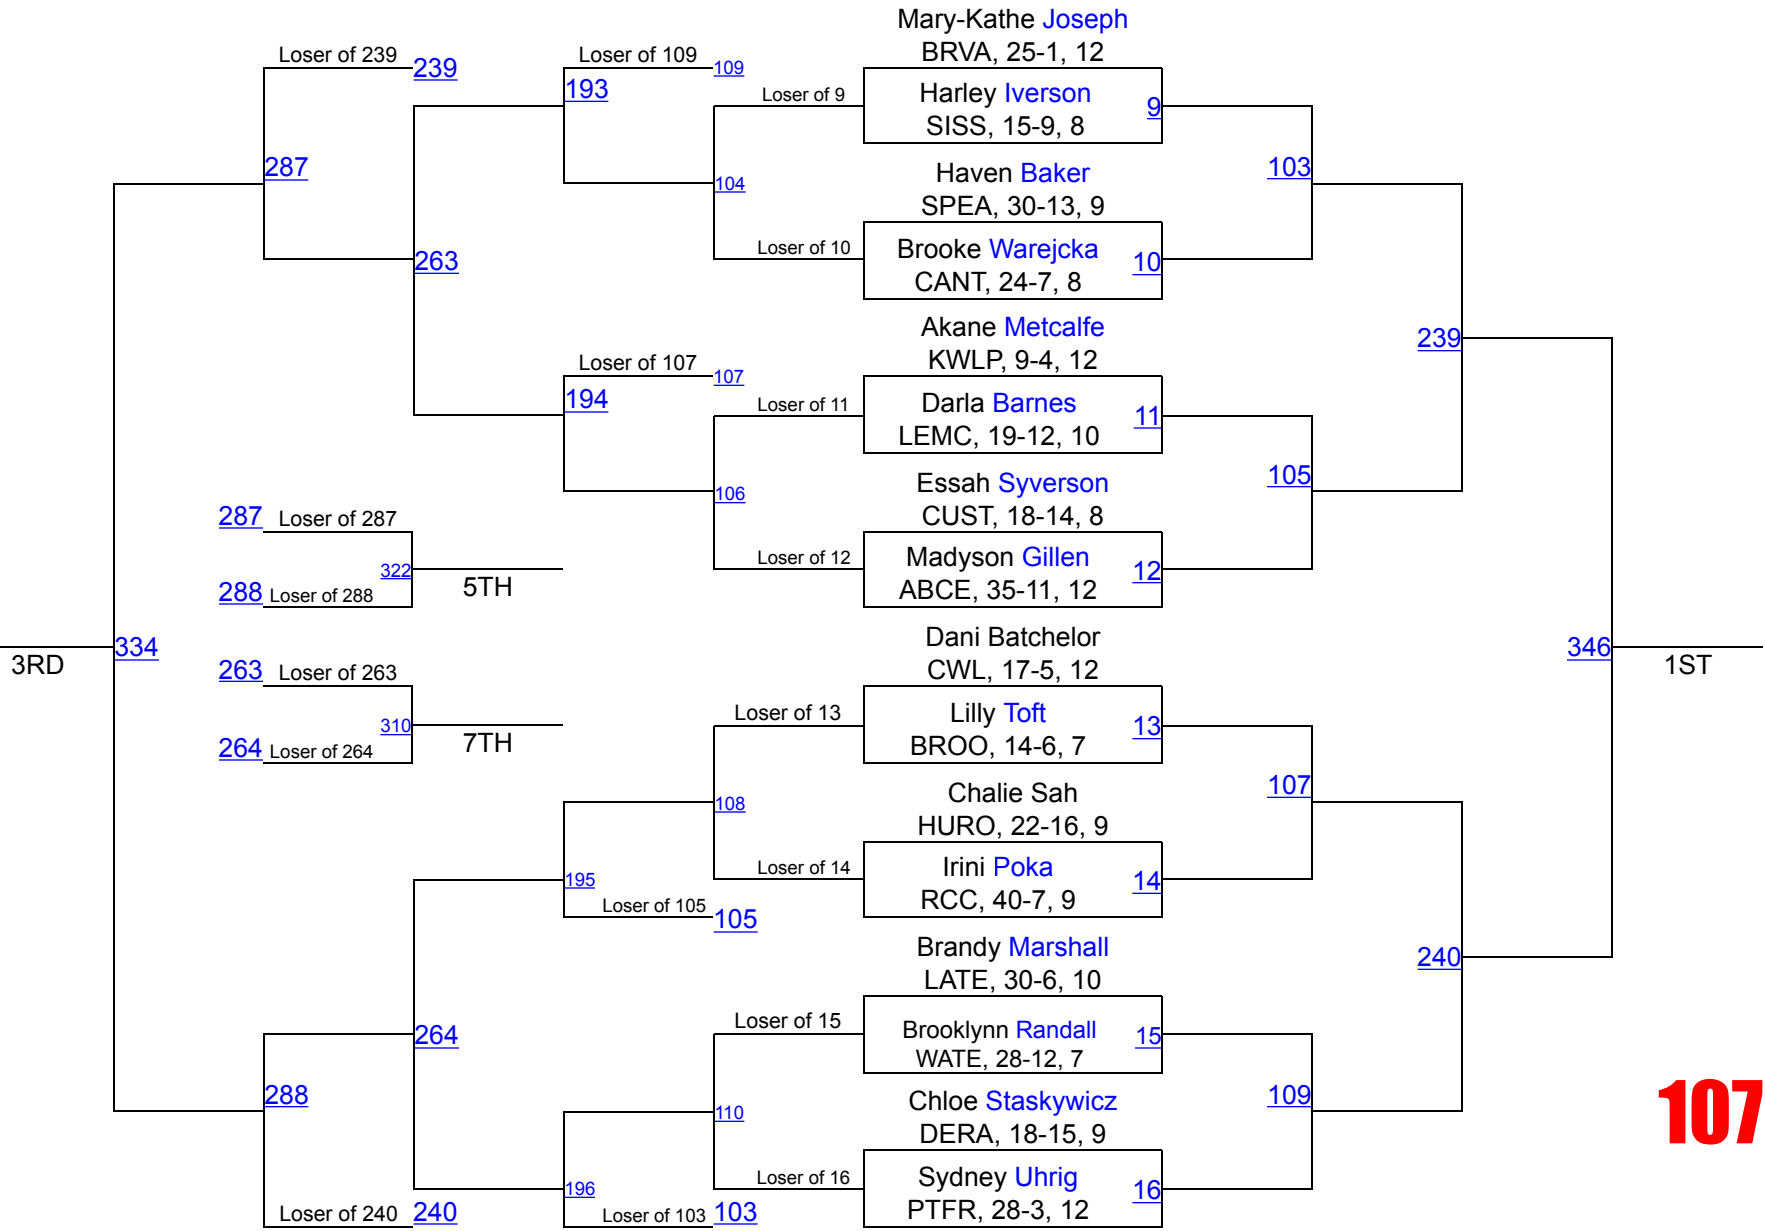 Mary-Kathe Joseph
BRVA, 25-1, 12
Loser of 239 239
Loser of 109 109
193
Loser of 9
Harley Iverson
SISS, 15-9, 8
9
287
104
Haven Baker
SPEA, 30-13, 9
103
263
Loser of 10
Brooke Warejcka
CANT, 24-7, 8
10
Akane Metcalfe
KWLP, 9-4, 12
239
Loser of 107 107
194
Loser of 11
Darla Barnes
LEMC, 19-12, 10
11
106
Essah Syverson
CUST, 18-14, 8
105
287 Loser of 287
322
288 Loser of 288
5TH
Loser of 12
Madyson Gillen
ABCE, 35-11, 12
12
3RD
334
Dani Batchelor
CWL, 17-5, 12
346
1ST
263 Loser of 263
310
264 Loser of 264
7TH
Loser of 13
Lilly Toft
BROO, 14-6, 7
13
108
Chalie Sah
HURO, 22-16, 9
107
195
Loser of 105 105
Loser of 14
Irini Poka
RCC, 40-7, 9
14
Brandy Marshall
LATE, 30-6, 10
240
264
Loser of 15
Brooklynn Randall
WATE, 28-12, 7
15
288
110
Chloe Staskywicz
DERA, 18-15, 9
109
107
196
Loser of 16
Sydney Uhrig
PTFR, 28-3, 12
16
Loser of 240 240
Loser of 103 103